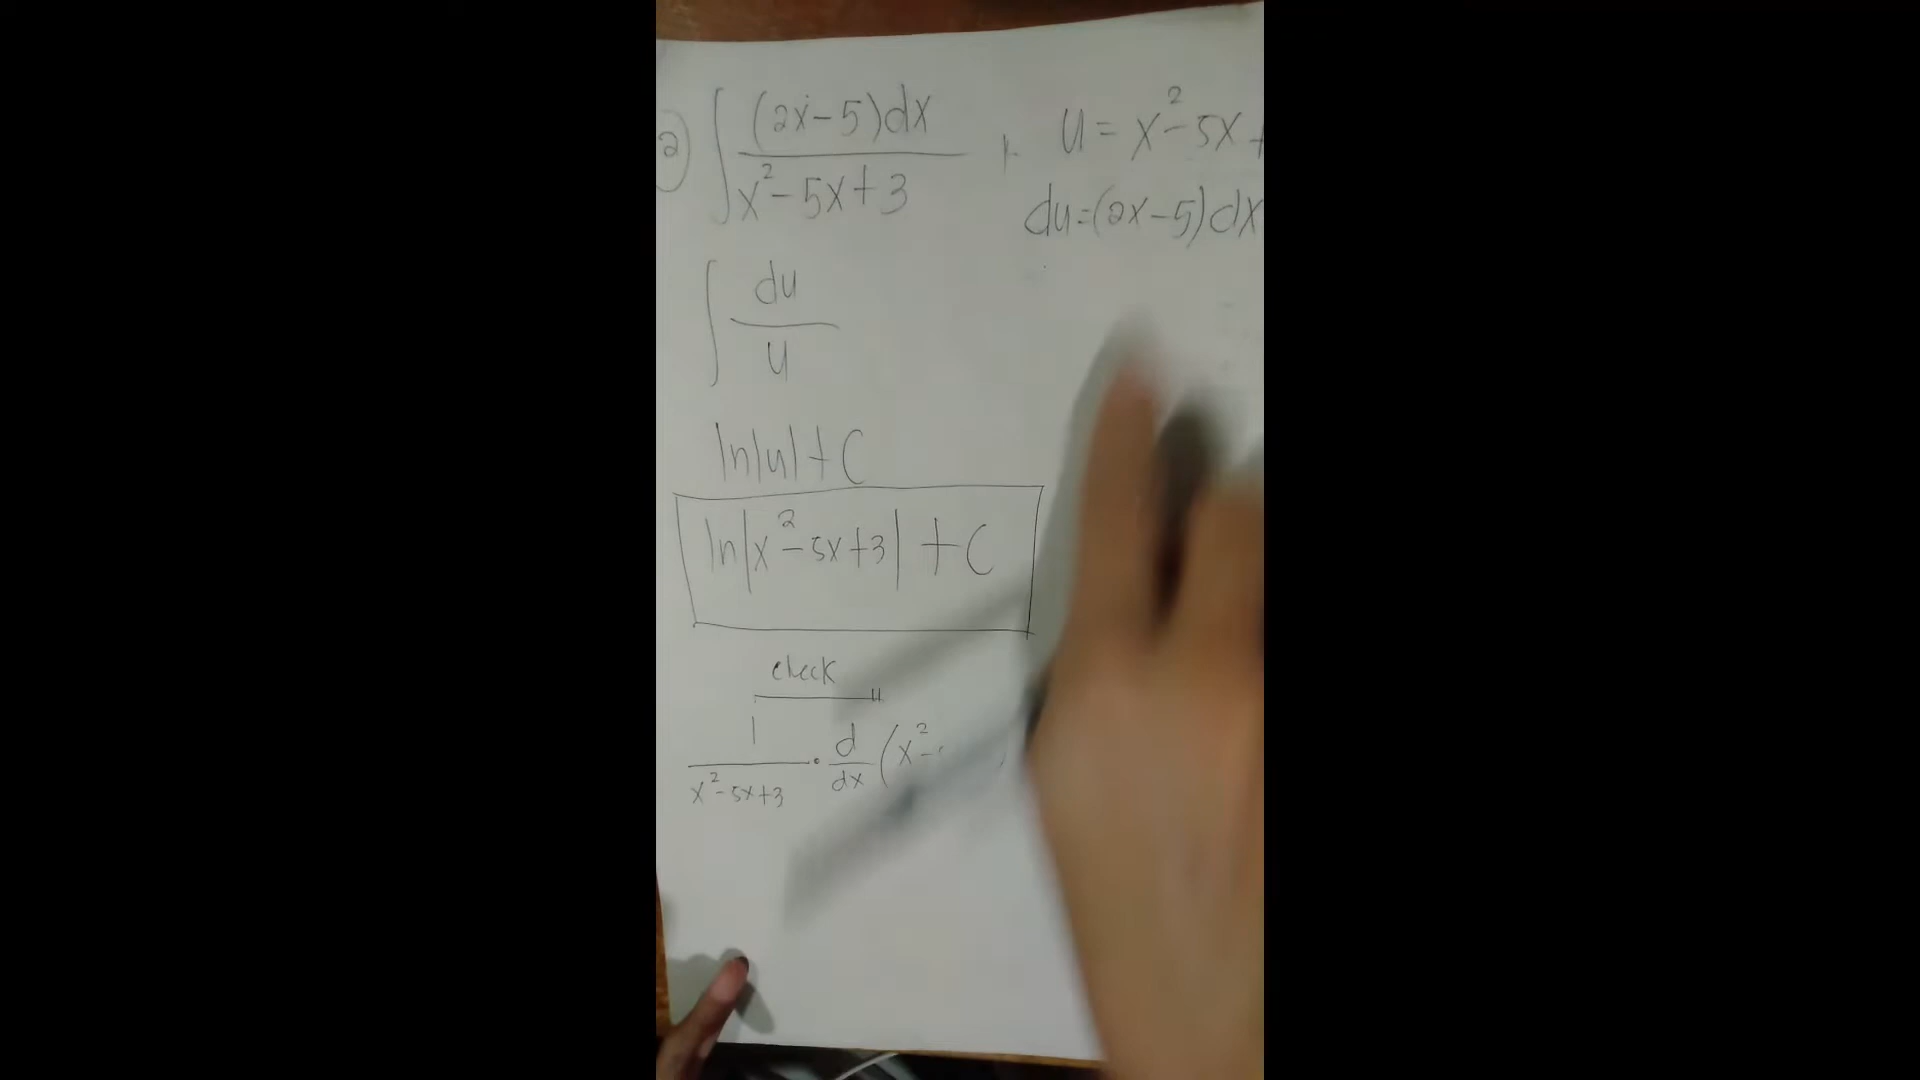 ② ∫ (2x-5)dx / x²-5x+3
u = x²-5x+
du=(2x-5)dx
∫ du / u
ln|u|+C
ln|x²-5x+3| +C
check
1 / x²-5x+3 · d/dx (x²-